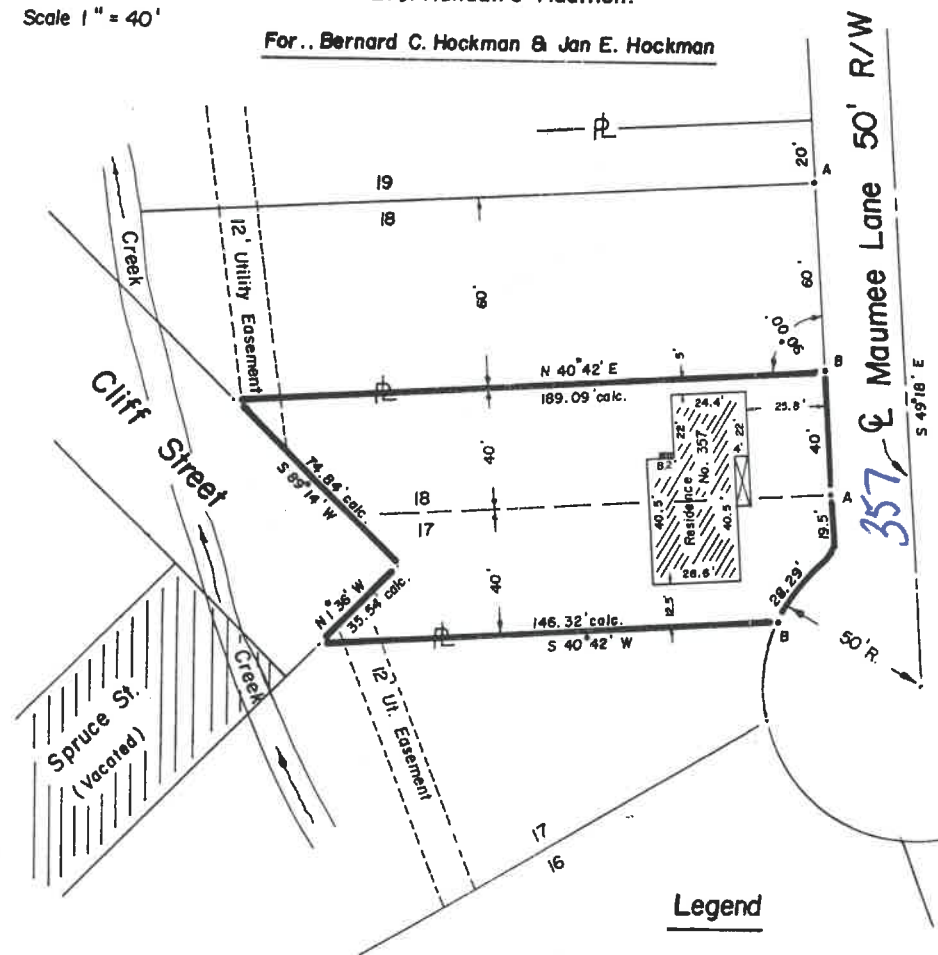 Scale 1" = 40'
For.. Bernard C. Hockman & Jan E. Hockman
Maumee Lane 50' R/W
℄
357
S 49°18' E
PL
20'
A
19
18
12' Utility Easement
Creek
60'
60'
90°00'
5'
B
N 40°42' E
PL
189.09' calc.
24.4'
25.8'
22'
22'
4'
8.2'
40'
40'
Cliff Street
74.84' calc.
S 89°14' W
18
17
A
Residence No. 357
40.5'
40.5'
19.5'
26.6'
28.29'
N 1°36' W
35.54' calc.
40'
12.5'
146.32' calc.
PL
S 40°42' W
B
50' R.
Creek
12' Ut. Easement
Spruce St.
(Vacated)
17
16
Legend